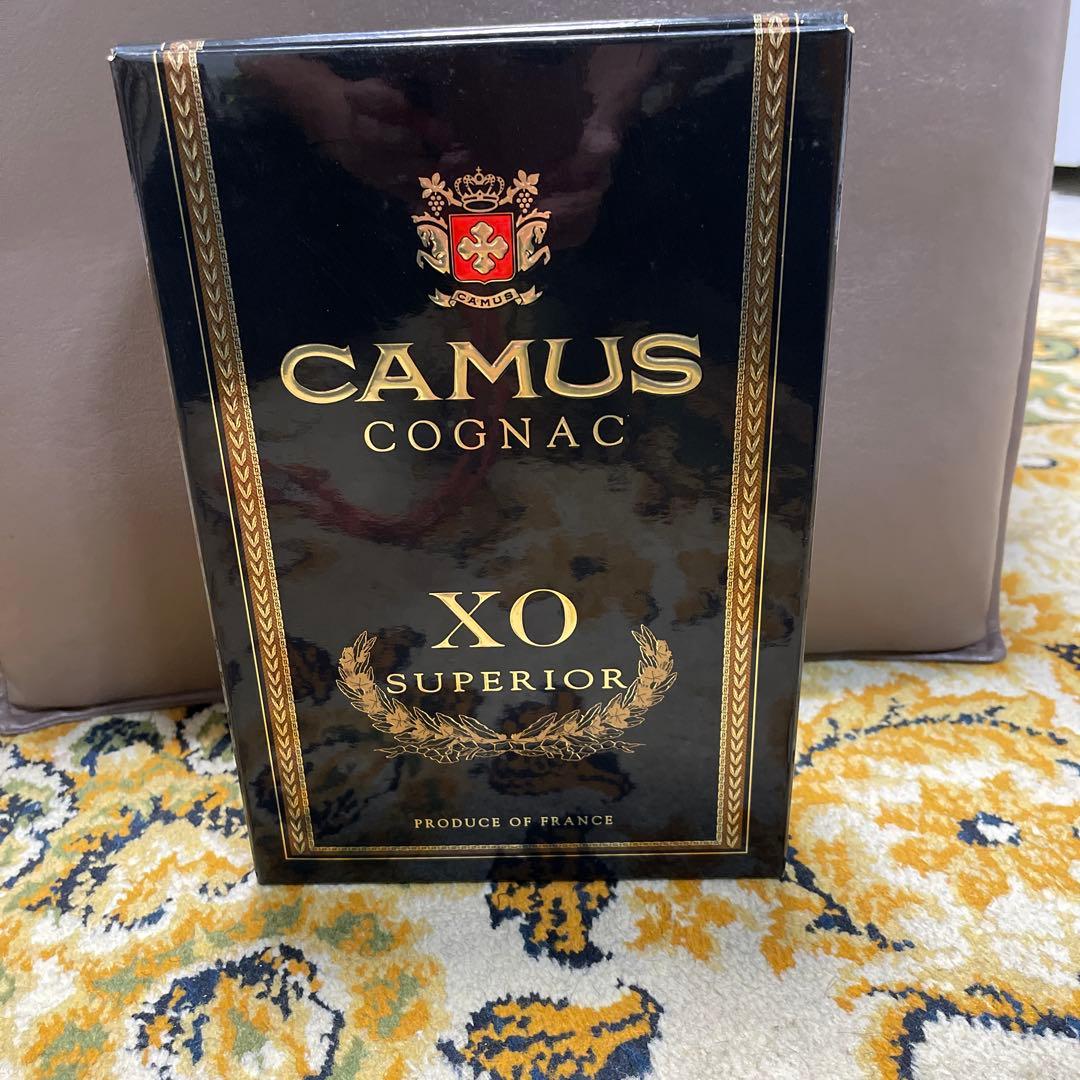 CAMUS
CAMUS
COGNAC
XO
SUPERIOR
PRODUCE OF FRANCE